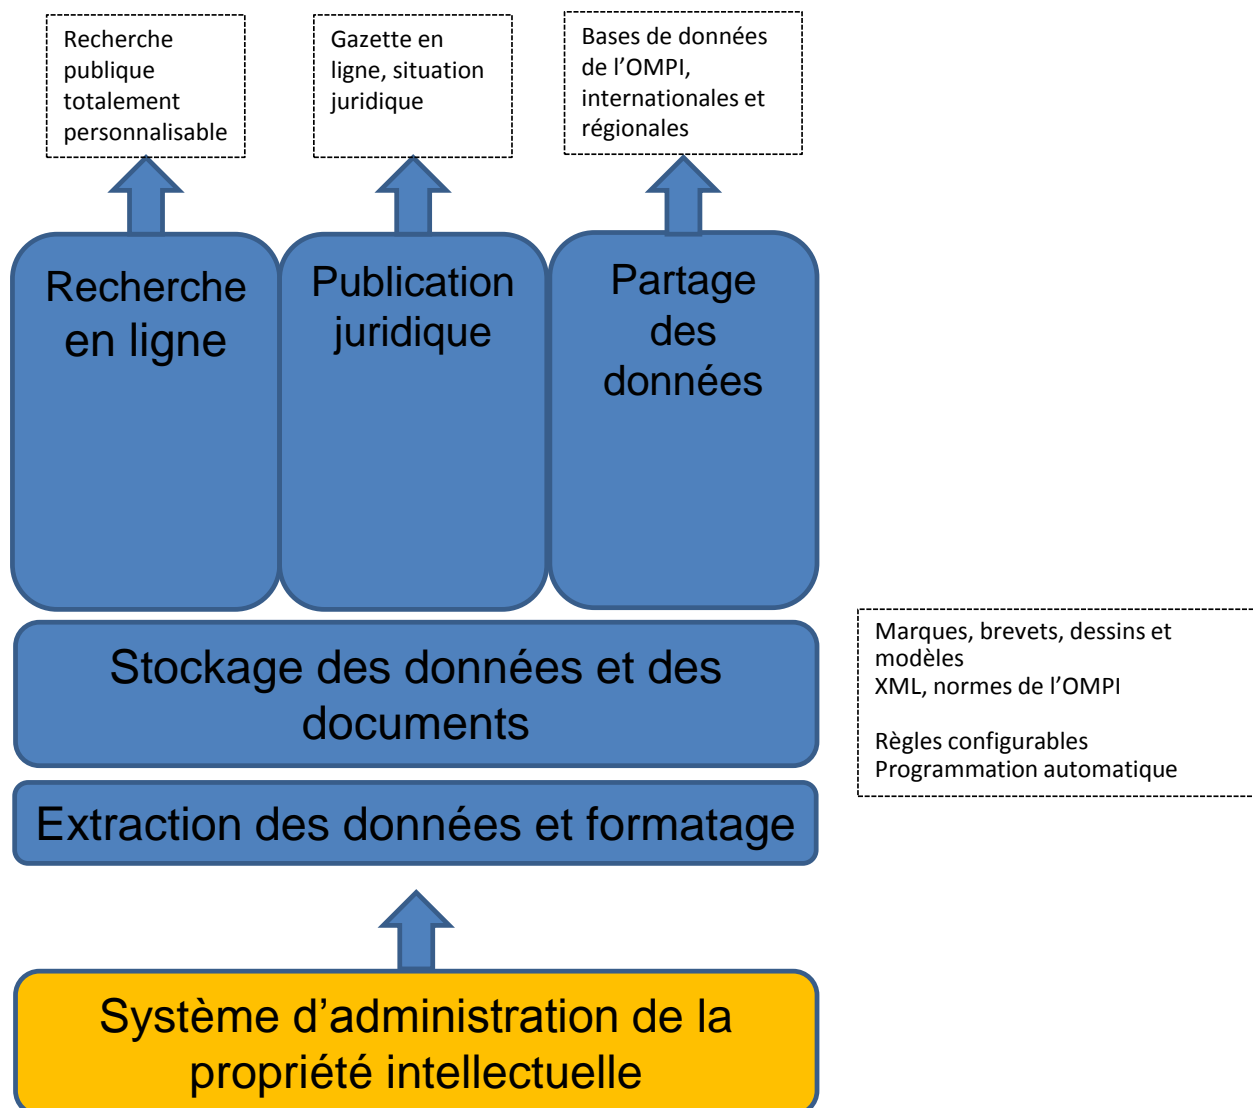 Recherche
publique
totalement
personnalisable
Gazette en
ligne, situation
juridique
Bases de données
de l’OMPI,
internationales et
régionales
Recherche
en ligne
Publication
juridique
Partage
des
données
Stockage des données et des
documents
Marques, brevets, dessins et
modèles
XML, normes de l’OMPI
Règles configurables
Programmation automatique
Extraction des données et formatage
Système d’administration de la
propriété intellectuelle